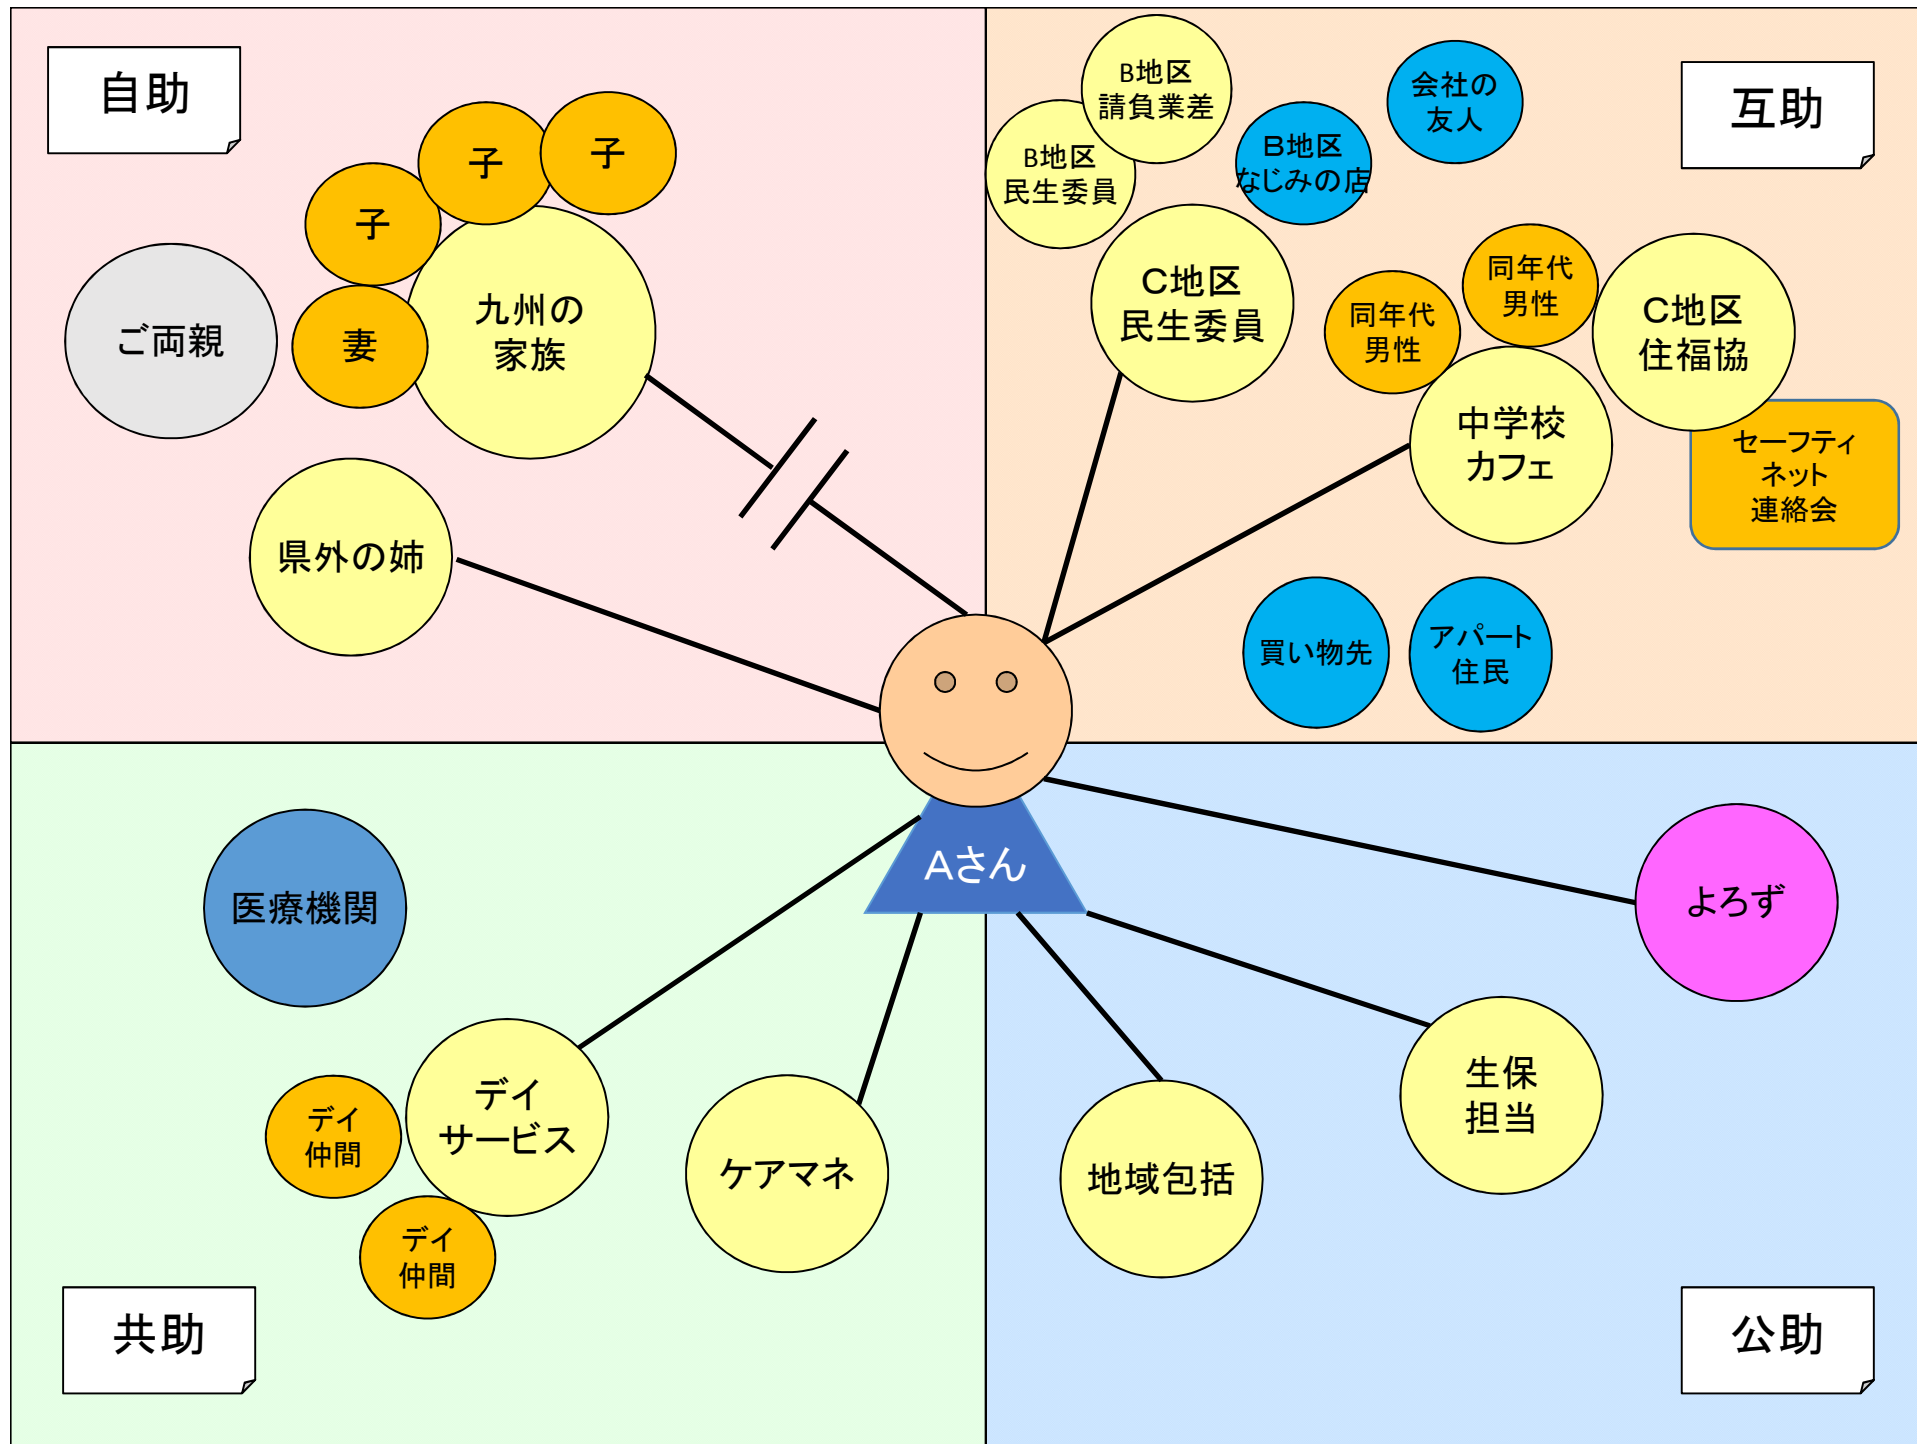 自助
子
子
子
妻
ご両親
九州の
家族
県外の姉
互助
B地区
請負業差
B地区
民生委員
B地区
なじみの店
会社の
友人
C地区
民生委員
同年代
男性
同年代
男性
C地区
住福協
中学校
カフェ
セーフティ
ネット
連絡会
買い物先
アパート
住民
Aさん
医療機関
デイ
サービス
デイ
仲間
デイ
仲間
ケアマネ
共助
よろず
生保
担当
地域包括
公助